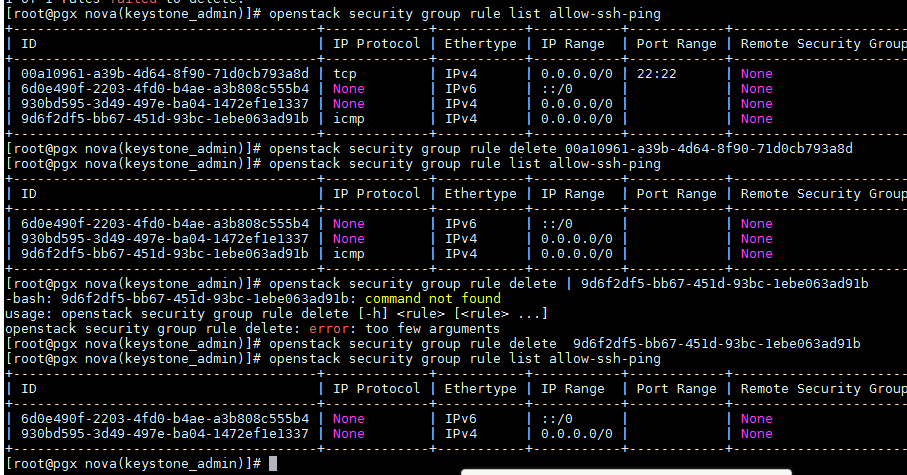 1 of 1 rules failed to delete.
[root@pgx nova(keystone_admin)]# openstack security group rule list allow-ssh-ping
+--------------------------------------+-------------+-----------+-----------+------------+----------------------
| ID | IP Protocol | Ethertype | IP Range | Port Range | Remote Security Group
+--------------------------------------+-------------+-----------+-----------+------------+----------------------
| 00a10961-a39b-4d64-8f90-71d0cb793a8d | tcp | IPv4 | 0.0.0.0/0 | 22:22 | None
| 6d0e490f-2203-4fd0-b4ae-a3b808c555b4 | None | IPv6 | ::/0 | | None
| 930bd595-3d49-497e-ba04-1472ef1e1337 | None | IPv4 | 0.0.0.0/0 | | None
| 9d6f2df5-bb67-451d-93bc-1ebe063ad91b | icmp | IPv4 | 0.0.0.0/0 | | None
+--------------------------------------+-------------+-----------+-----------+------------+----------------------
[root@pgx nova(keystone_admin)]# openstack security group rule delete 00a10961-a39b-4d64-8f90-71d0cb793a8d
[root@pgx nova(keystone_admin)]# openstack security group rule list allow-ssh-ping
+--------------------------------------+-------------+-----------+-----------+------------+----------------------
| ID | IP Protocol | Ethertype | IP Range | Port Range | Remote Security Group
+--------------------------------------+-------------+-----------+-----------+------------+----------------------
| 6d0e490f-2203-4fd0-b4ae-a3b808c555b4 | None | IPv6 | ::/0 | | None
| 930bd595-3d49-497e-ba04-1472ef1e1337 | None | IPv4 | 0.0.0.0/0 | | None
| 9d6f2df5-bb67-451d-93bc-1ebe063ad91b | icmp | IPv4 | 0.0.0.0/0 | | None
+--------------------------------------+-------------+-----------+-----------+------------+----------------------
[root@pgx nova(keystone_admin)]# openstack security group rule delete | 9d6f2df5-bb67-451d-93bc-1ebe063ad91b
-bash: 9d6f2df5-bb67-451d-93bc-1ebe063ad91b: command not found
usage: openstack security group rule delete [-h] <rule> [<rule> ...]
openstack security group rule delete: error: too few arguments
[root@pgx nova(keystone_admin)]# openstack security group rule delete  9d6f2df5-bb67-451d-93bc-1ebe063ad91b
[root@pgx nova(keystone_admin)]# openstack security group rule list allow-ssh-ping
+--------------------------------------+-------------+-----------+-----------+------------+----------------------
| ID | IP Protocol | Ethertype | IP Range | Port Range | Remote Security Group
+--------------------------------------+-------------+-----------+-----------+------------+----------------------
| 6d0e490f-2203-4fd0-b4ae-a3b808c555b4 | None | IPv6 | ::/0 | | None
| 930bd595-3d49-497e-ba04-1472ef1e1337 | None | IPv4 | 0.0.0.0/0 | | None
+--------------------------------------+-------------+-----------+-----------+------------+----------------------
[root@pgx nova(keystone_admin)]#